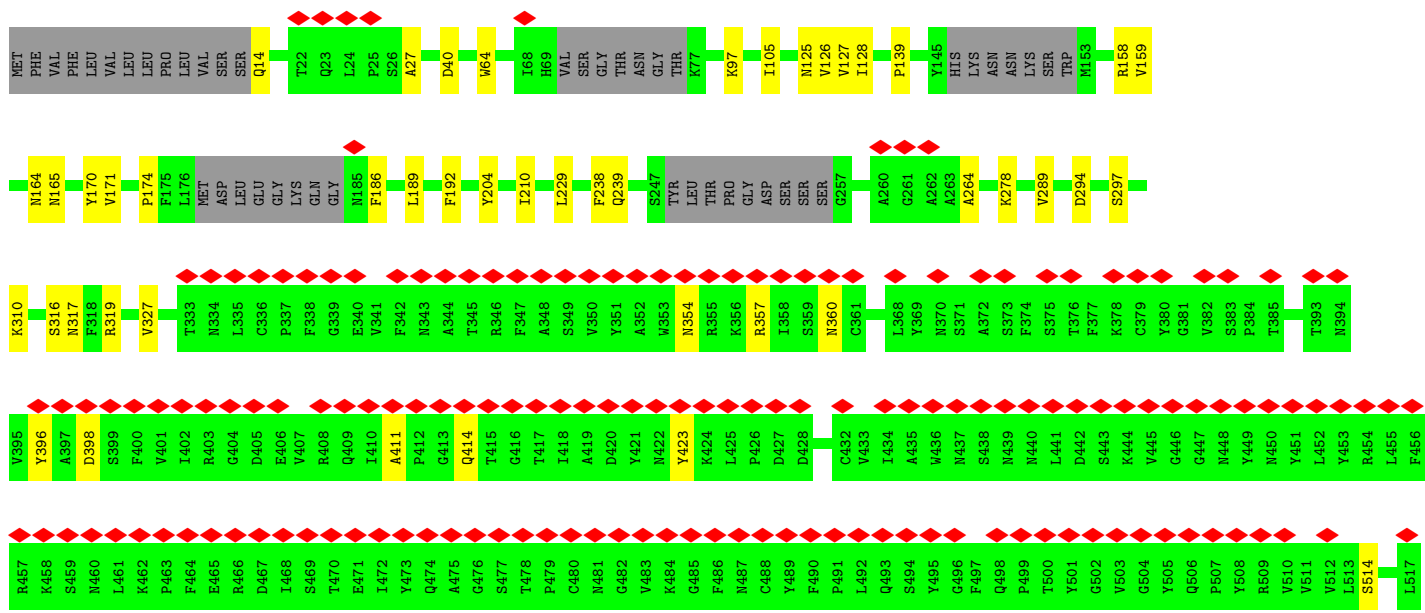 MET PHE VAL PHE LEU VAL LEU LEU PRO LEU VAL SER SER Q14 T22 Q23 L24 P25 S26 A27 D40 W64 I68 H69 VAL SER GLY THR ASN GLY THR K77 K97 I105 N125 V126 V127 I128 P139 Y145 HIS LYS ASN ASN LYS SER TRP M153 R158 V159
N164 N165 Y170 V171 P174 F175 L176 MET ASP LEU GLU GLY LYS GLN GLY N185 F186 L189 F192 Y204 I210 L229 F238 Q239 S247 TYR LEU THR PRO GLY ASP SER SER SER G257 A260 G261 A262 A263 A264 K278 V289 D294 S297
K310 S316 N317 F318 R319 V327 T333 N334 L335 C336 P337 F338 G339 E340 V341 F342 N343 A344 T345 R346 F347 A348 S349 V350 Y351 A352 W353 N354 R355 K356 R357 I358 S359 N360 C361 L368 Y369 N370 S371 A372 S373 F374 S375 T376 F377 K378 C379 Y380 G381 V382 S383 P384 T385 T393 N394
V395 Y396 A397 D398 S399 F400 V401 I402 R403 G404 D405 E406 V407 R408 Q409 I410 A411 P412 G413 Q414 T415 G416 T417 I418 A419 D420 Y421 N422 Y423 K424 L425 P426 D428 C432 V433 I434 A435 W436 N437 S438 N439 N440 L441 D442 S443 K444 V445 G446 G447 N448 Y449 N450 Y451 L452 Y453 R454 L455 F456
R457 K458 S459 N460 L461 K462 P463 F464 E465 R466 D467 I468 S469 T470 E471 I472 Y473 Q474 A475 G476 S477 T478 P479 C480 N481 G482 V483 K484 G485 F486 N487 C488 Y489 F490 P491 L492 Q493 S494 Y495 G496 F497 Q498 P499 T500 Y501 G502 V503 G504 Y505 Q506 P507 Y508 R509 V510 V511 V512 L513 S514 L517